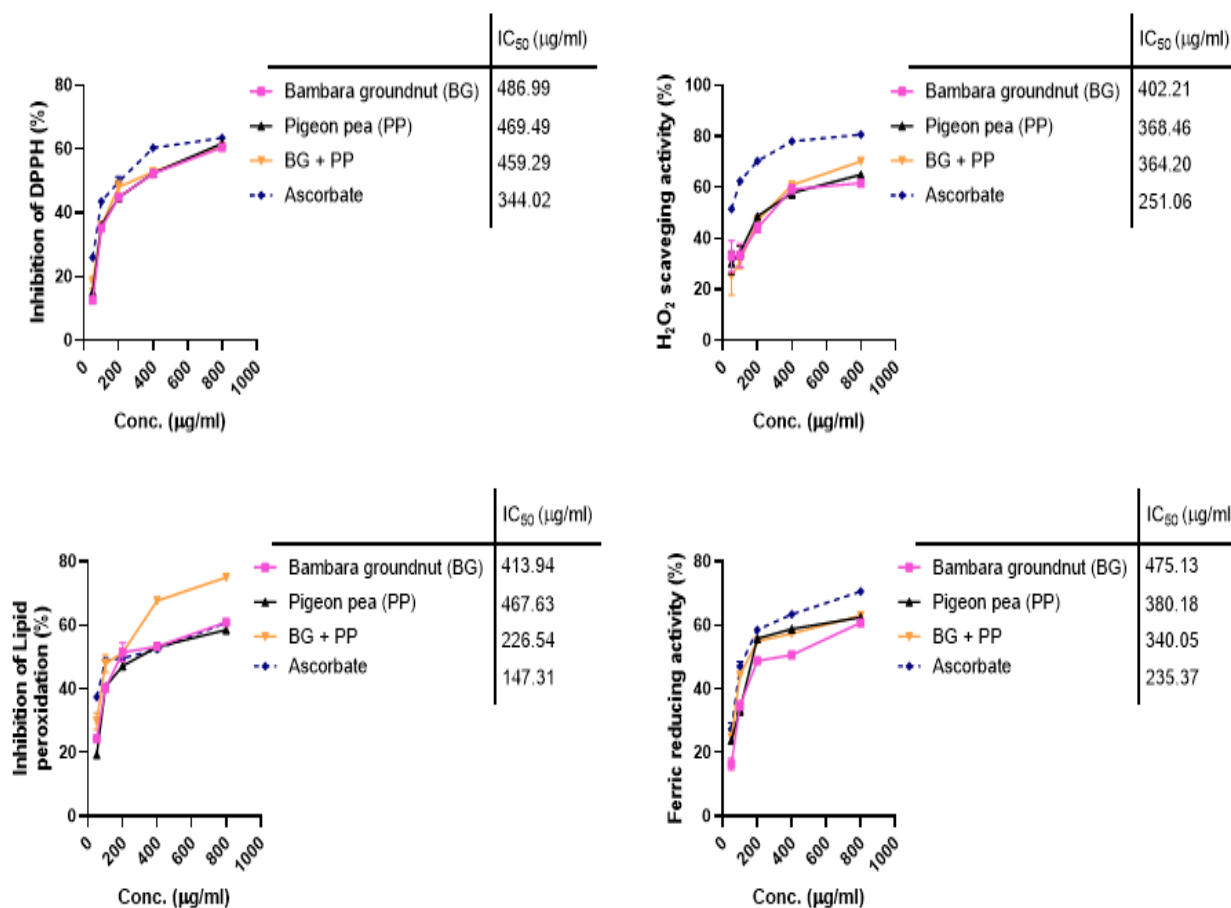 IC50 (μg/ml)
Bambara groundnut (BG) 486.99
Pigeon pea (PP) 469.49
BG + PP 459.29
Ascorbate 344.02
Inhibition of DPPH (%)
80
60
40
20
0
0 200 400 600 800 1000
Conc. (μg/ml)
IC50 (μg/ml)
Bambara groundnut (BG) 402.21
Pigeon pea (PP) 368.46
BG + PP 364.20
Ascorbate 251.06
H2O2 scaveging activity (%)
100
80
60
40
20
0
0 200 400 600 800 1000
Conc. (μg/ml)
IC50 (μg/ml)
Bambara groundnut (BG) 413.94
Pigeon pea (PP) 467.63
BG + PP 226.54
Ascorbate 147.31
Inhibition of Lipid
peroxidation (%)
80
60
40
20
0
0 200 400 600 800 1000
Conc. (μg/ml)
IC50 (μg/ml
Bambara groundnut (BG) 475.13
Pigeon pea (PP) 380.18
BG + PP 340.05
Ascorbate 235.37
Ferric reducing activity (%)
80
60
40
20
0
0 200 400 600 800 1000
Conc. (μg/ml)